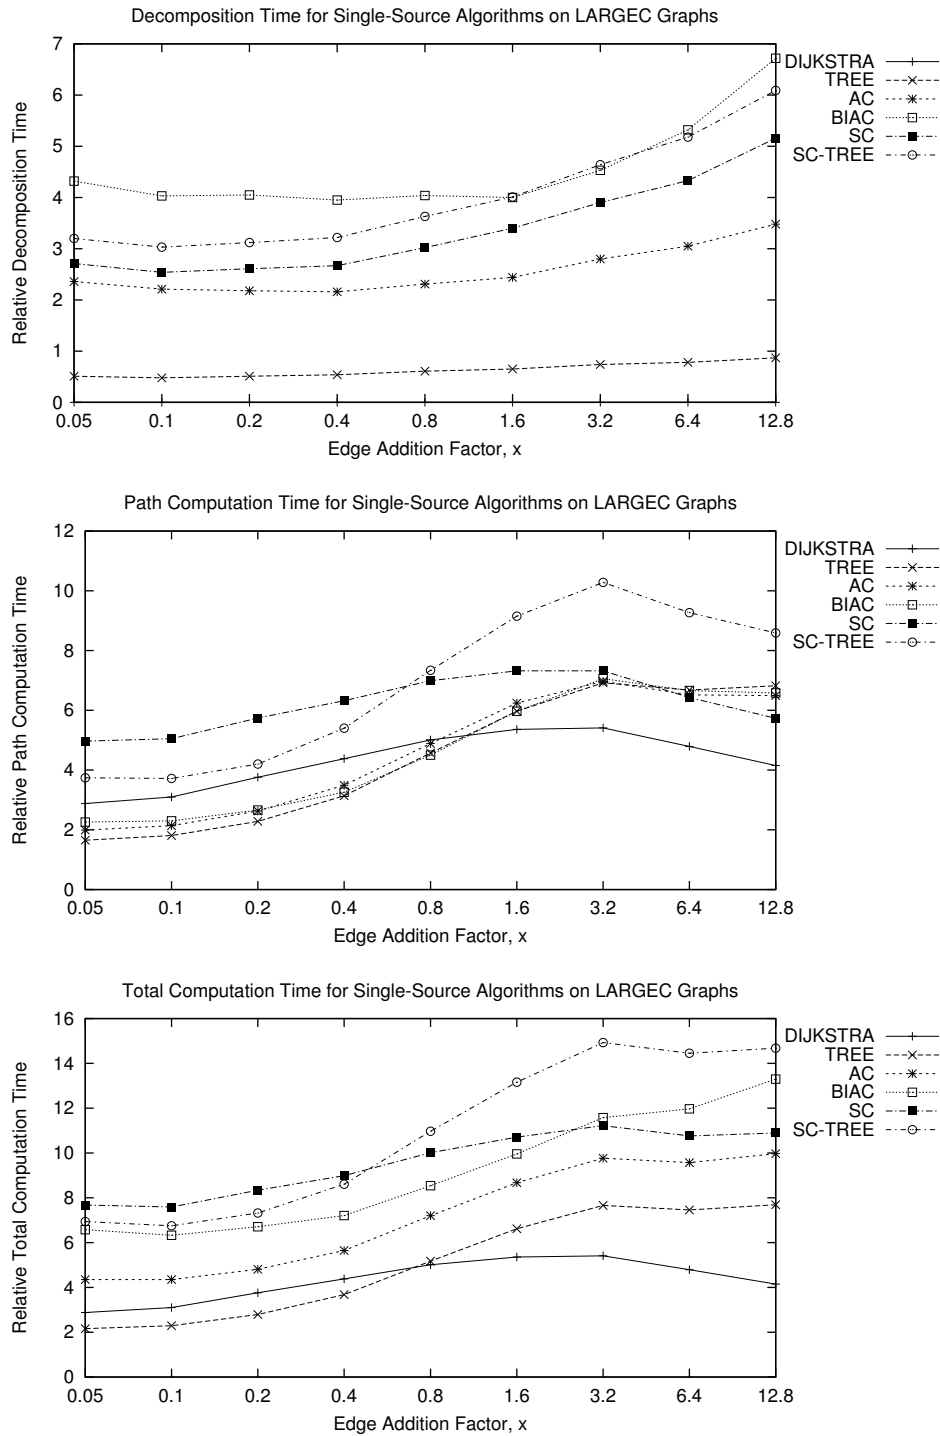 Decomposition Time for Single-Source Algorithms on LARGEC Graphs
7
6
5
4
3
2
1
0
Relative Decomposition Time
0.05 0.1 0.2 0.4 0.8 1.6 3.2 6.4 12.8
Edge Addition Factor, x
DIJKSTRA
TREE
AC
BIAC
SC
SC-TREE
Path Computation Time for Single-Source Algorithms on LARGEC Graphs
12
10
8
6
4
2
0
Relative Path Computation Time
0.05 0.1 0.2 0.4 0.8 1.6 3.2 6.4 12.8
Edge Addition Factor, x
DIJKSTRA
TREE
AC
BIAC
SC
SC-TREE
Total Computation Time for Single-Source Algorithms on LARGEC Graphs
16
14
12
10
8
6
4
2
0
Relative Total Computation Time
0.05 0.1 0.2 0.4 0.8 1.6 3.2 6.4 12.8
Edge Addition Factor, x
DIJKSTRA
TREE
AC
BIAC
SC
SC-TREE